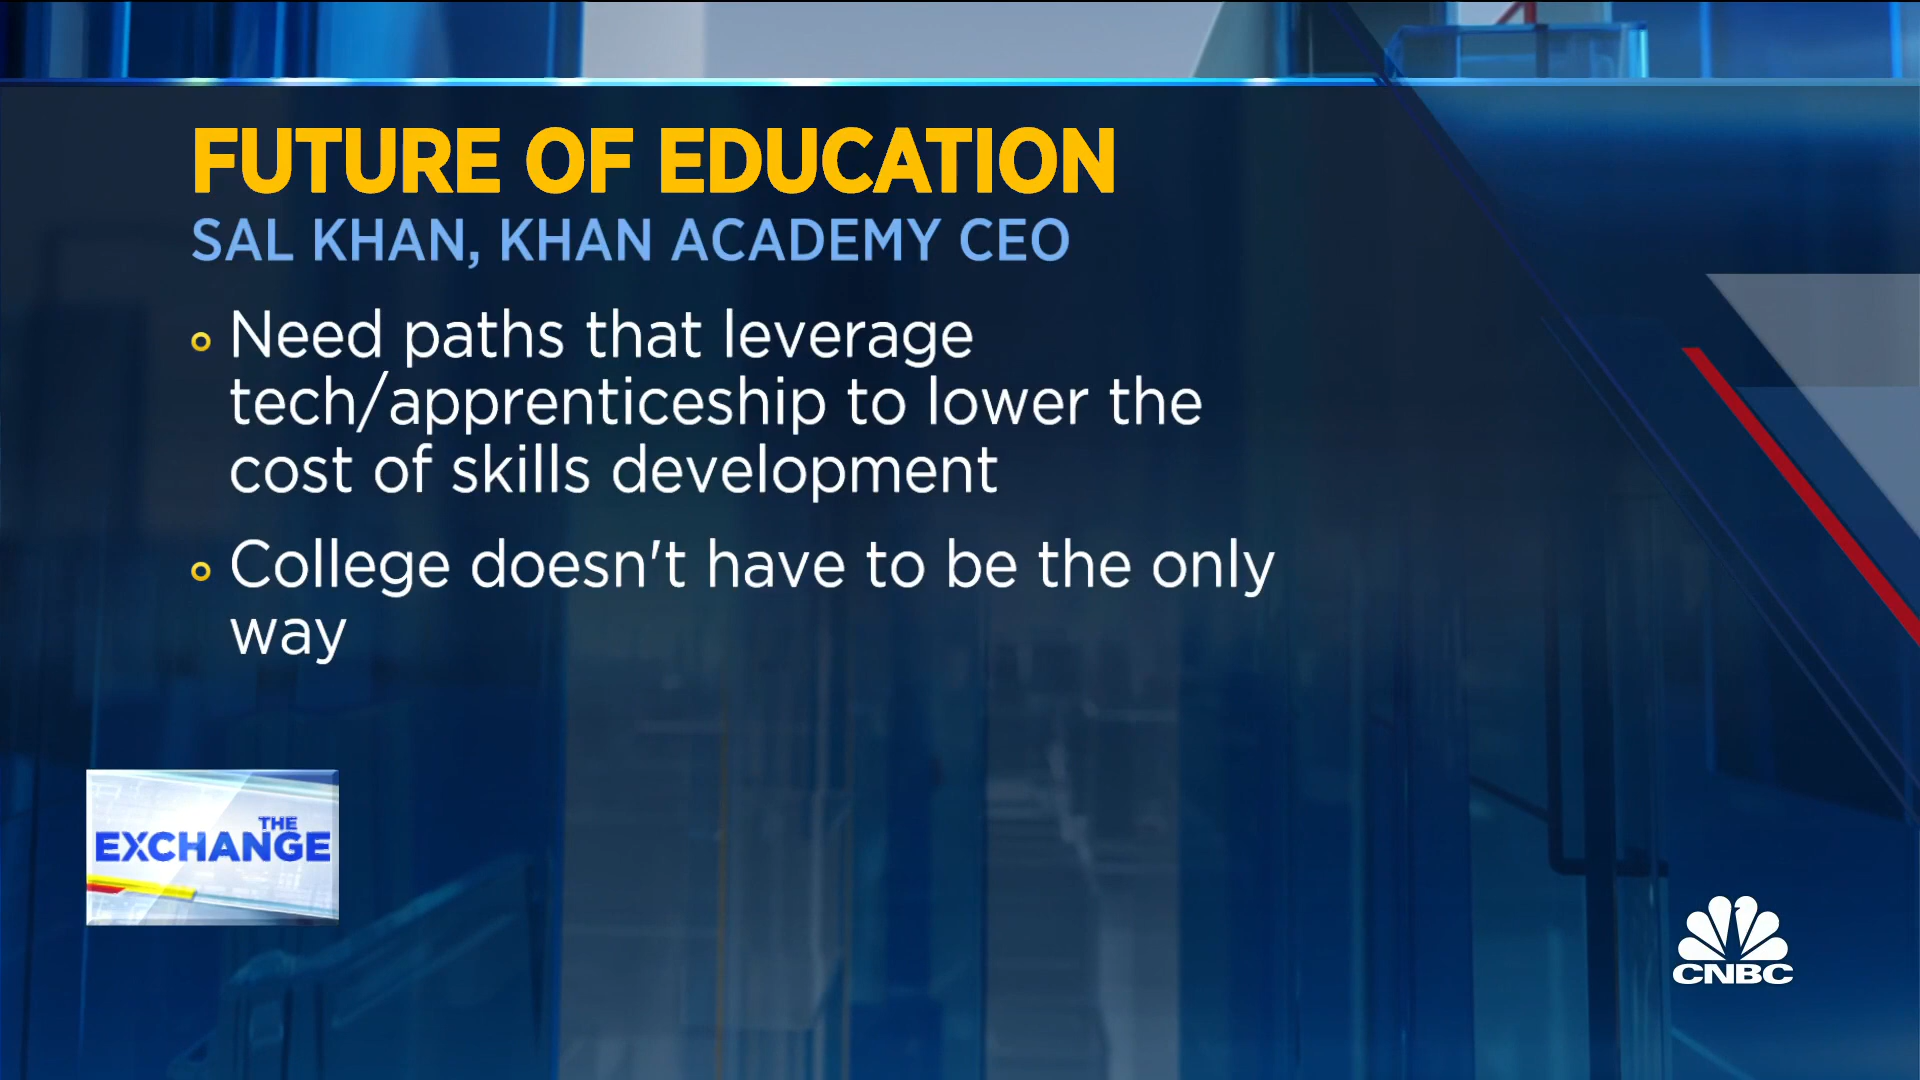 FUTURE OF EDUCATION
SAL KHAN, KHAN ACADEMY CEO
Need paths that leverage
tech/apprenticeship to lower the
cost of skills development
College doesn't have to be the only
way
THE
EXCHANGE
CNBC